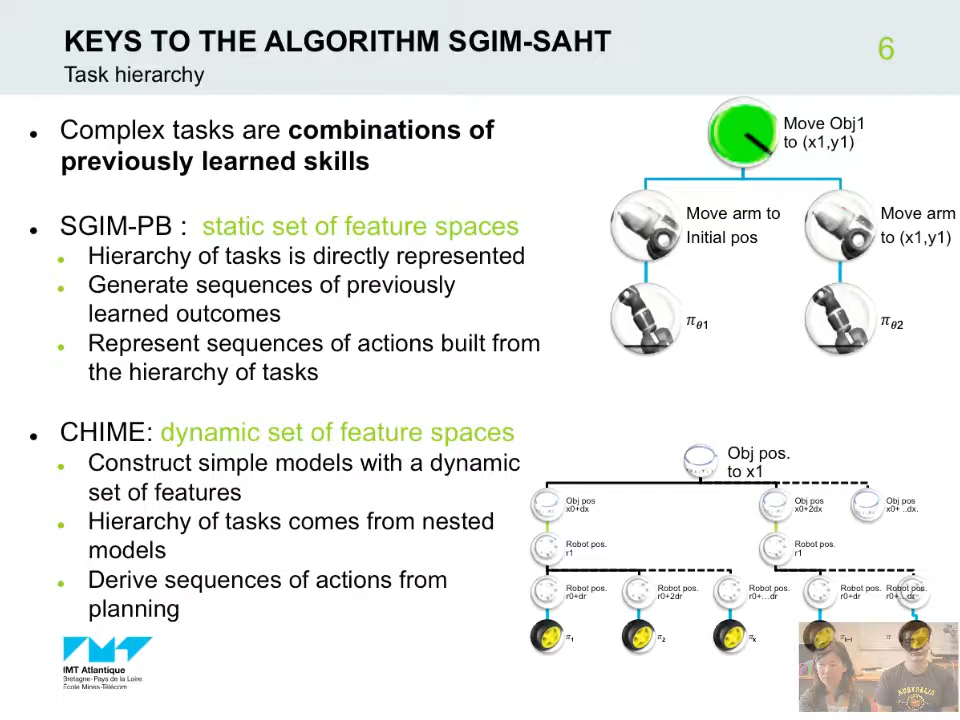 KEYS TO THE ALGORITHM SGIM-SAHT
6
Task hierarchy
Complex tasks are combinations of
previously learned skills
SGIM-PB : static set of feature spaces
Hierarchy of tasks is directly represented
Generate sequences of previously
learned outcomes
Represent sequences of actions built from
the hierarchy of tasks
CHIME: dynamic set of feature spaces
Construct simple models with a dynamic
set of features
Hierarchy of tasks comes from nested
models
Derive sequences of actions from
planning
Move Obj1
to (x1,y1)
Move arm to
Initial pos
Move arm
to (x1,y1)
πθ1
πθ2
Obj pos.
to x1
Obj pos
x0+dx
Obj pos
x0+2dx
Obj pos
x0+ ..dx.
Robot pos.
r1
Robot pos.
r1
Robot pos.
r0+dr
Robot pos.
r0+2dr
Robot pos.
r0+…dr
Robot pos.
r0+dr
Robot pos.
r0+…dr
π1
π2
πk
π
IMT Atlantique
Bretagne-Pays de la Loire
École Mines-Télécom
AUSTRALIA